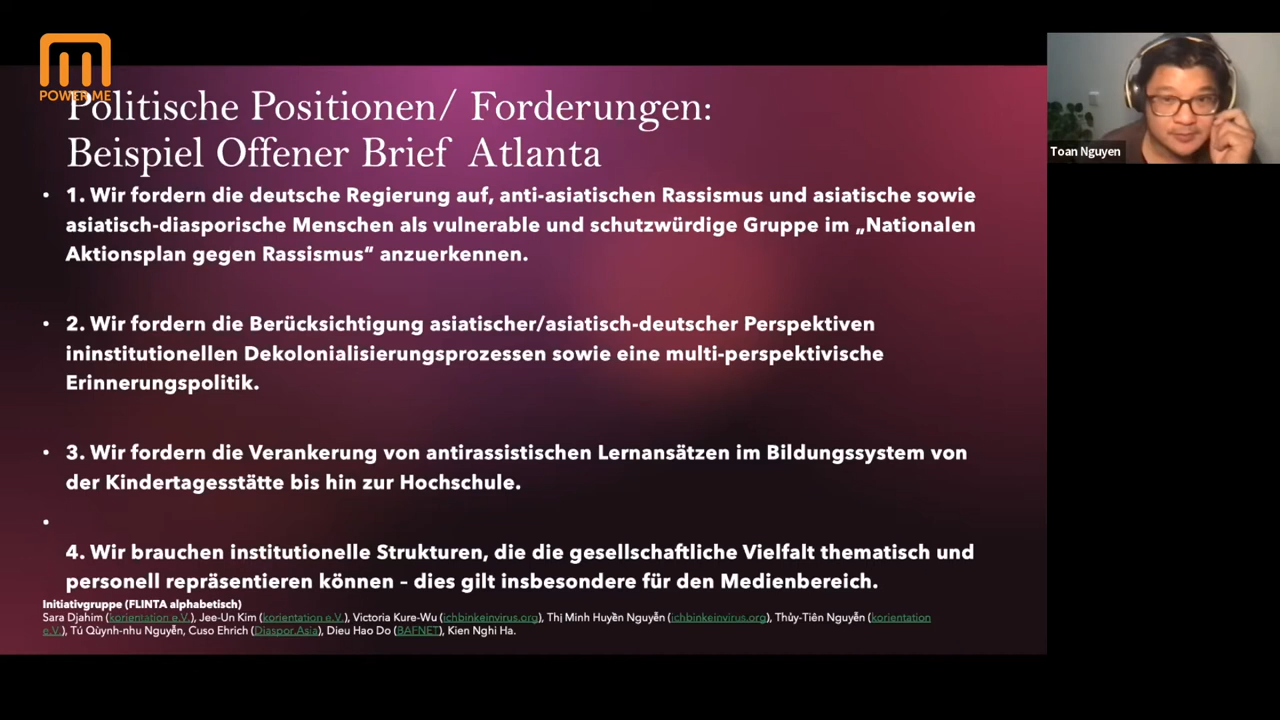 POWER ME
Politische Positionen/ Forderungen:
Beispiel Offener Brief Atlanta
• 1. Wir fordern die deutsche Regierung auf, anti-asiatischen Rassismus und asiatische sowie
asiatisch-diasporische Menschen als vulnerable und schutzwürdige Gruppe im „Nationalen
Aktionsplan gegen Rassismus“ anzuerkennen.
• 2. Wir fordern die Berücksichtigung asiatischer/asiatisch-deutscher Perspektiven
ininstitutionellen Dekolonialisierungsprozessen sowie eine multi-perspektivische
Erinnerungspolitik.
• 3. Wir fordern die Verankerung von antirassistischen Lernansätzen im Bildungssystem von
der Kindertagesstätte bis hin zur Hochschule.
•
4. Wir brauchen institutionelle Strukturen, die die gesellschaftliche Vielfalt thematisch und
personell repräsentieren können – dies gilt insbesondere für den Medienbereich.
Initiativgruppe (FLINTA alphabetisch)
Sara Djahim (korientation e.V.), Jee-Un Kim (korientation e.V.), Victoria Kure-Wu (ichbinkeinvirus.org), Thị Minh Huyền Nguyễn (ichbinkeinvirus.org), Thủy-Tiên Nguyễn (korientation
e.V.), Tú Qùynh-nhu Nguyễn, Cuso Ehrich (Diaspor.Asia), Dieu Hao Do (BAFNET), Kien Nghi Ha.
Toan Nguyen